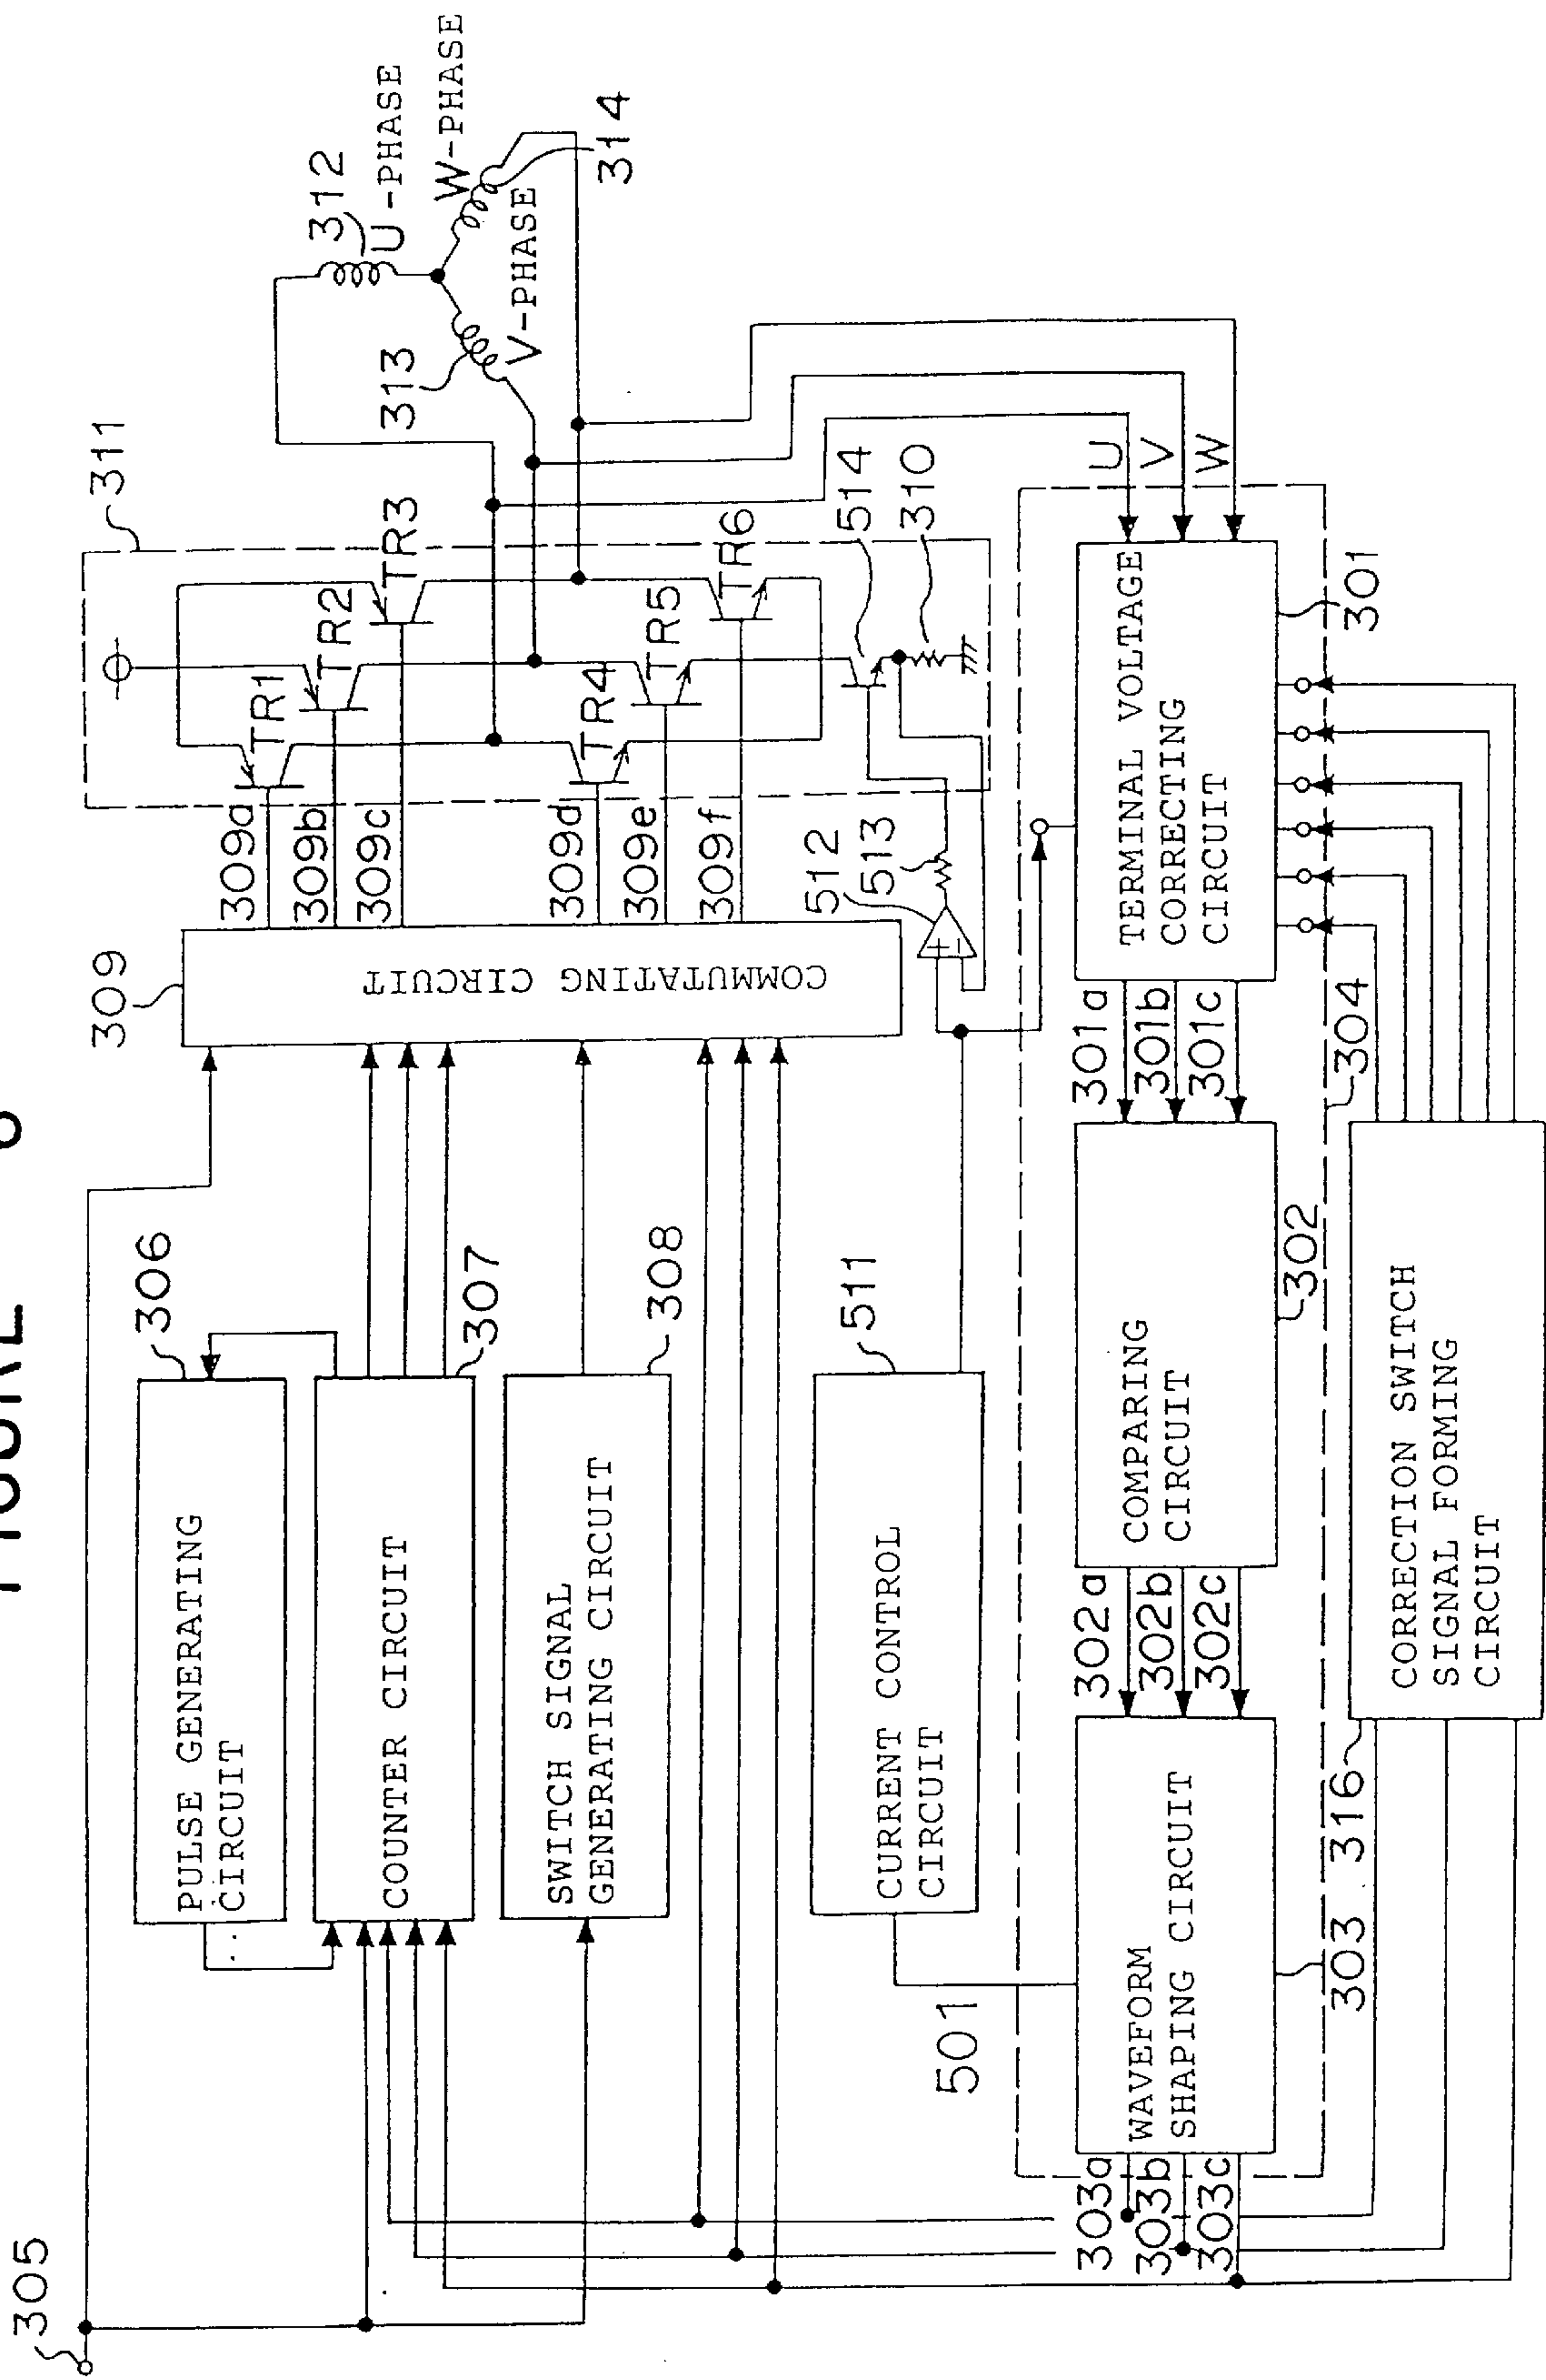 FIGURE 8
305
306
PULSE GENERATING
CIRCUIT
307
COUNTER CIRCUIT
308
SWITCH SIGNAL
GENERATING CIRCUIT
309
COMMUTATING CIRCUIT
309a
309b
309c
309d
309e
309f
311
TR1
TR2
TR3
TR4
TR5
TR6
312
U-PHASE
W-PHASE
314
313
V-PHASE
511
CURRENT CONTROL
CIRCUIT
512
513
514
310
501
U
V
W
TERMINAL VOLTAGE
CORRECTING
CIRCUIT
301
301a
301b
301c
304
COMPARING
CIRCUIT
302
302a
302b
302c
WAVEFORM
SHAPING CIRCUIT
303
303a
303b
303c
316
CORRECTION SWITCH
SIGNAL FORMING
CIRCUIT